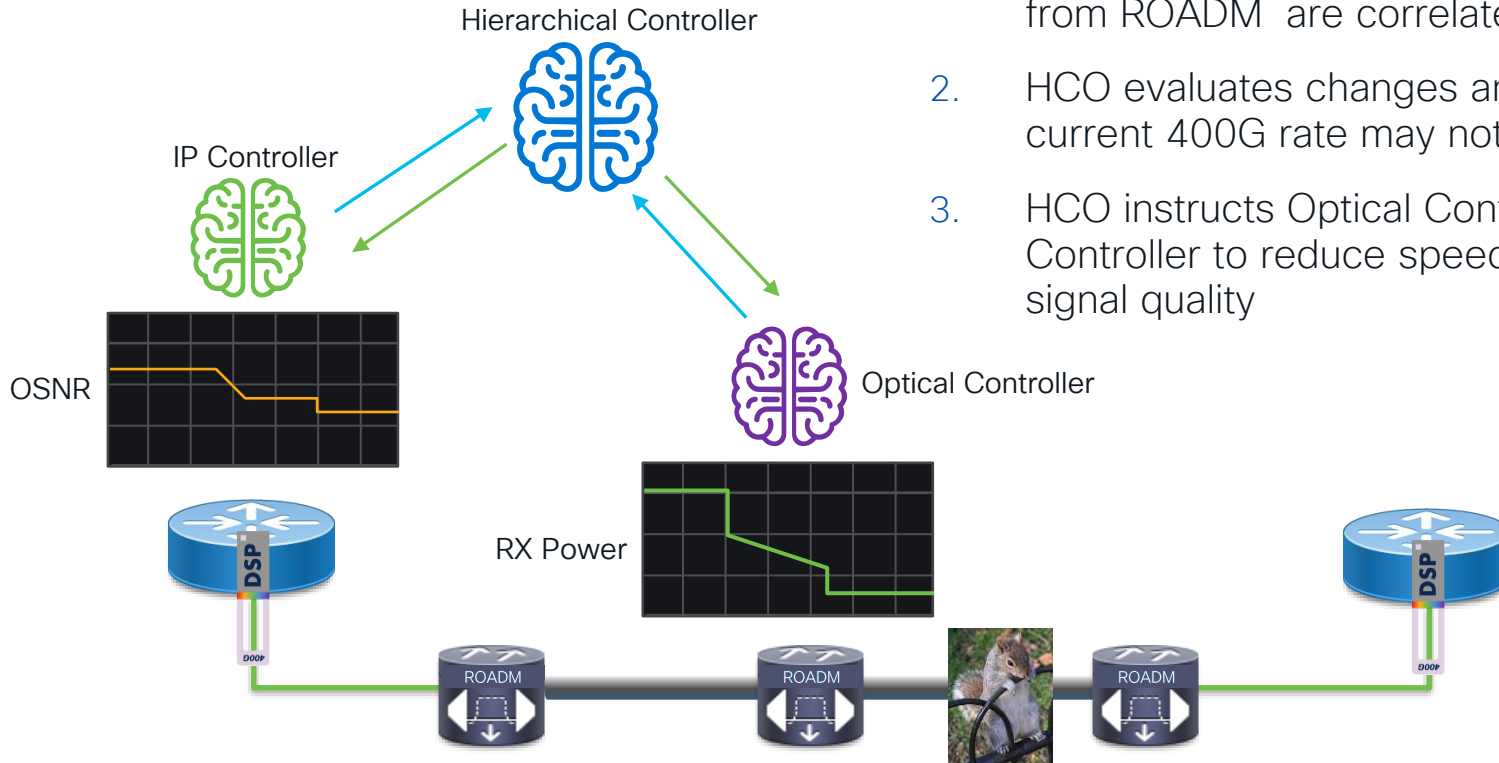 Hierarchical Controller
from ROADM are correlate
2. HCO evaluates changes a
current 400G rate may not
3. HCO instructs Optical Con
Controller to reduce speed
signal quality
IP Controller
OSNR
Optical Controller
RX Power
DSP
DSP
400G
400G
ROADM
ROADM
ROADM